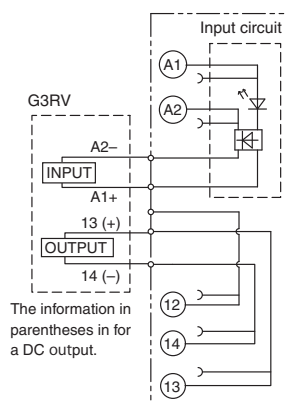 Input circuit
A1
A2
G3RV
A2–
INPUT
A1+
13 (+)
OUTPUT
14 (–)
The information in
parentheses in for
a DC output.
12
14
13